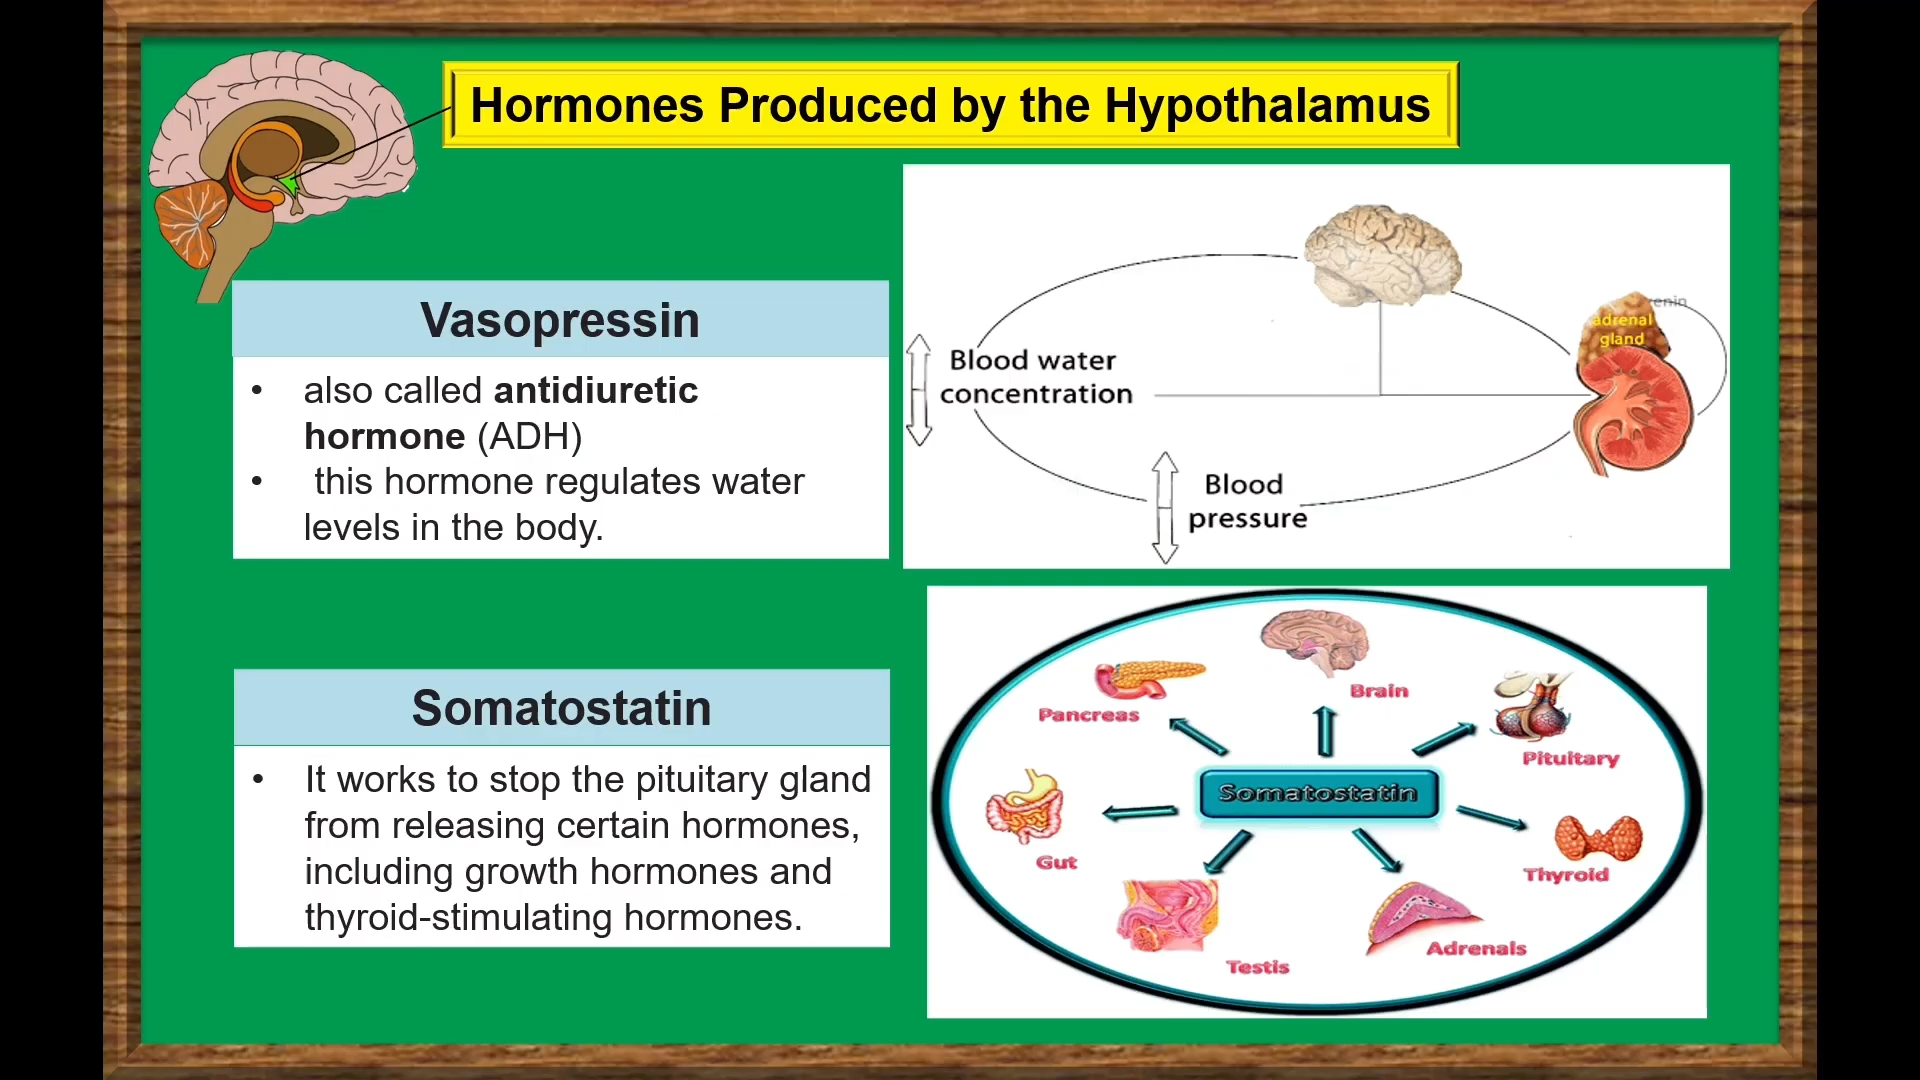 Hormones Produced by the Hypothalamus
Vasopressin
• also called antidiuretic
hormone (ADH)
• this hormone regulates water
levels in the body.
Blood water
concentration
Blood
pressure
adrenal
gland
enin
Somatostatin
• It works to stop the pituitary gland
from releasing certain hormones,
including growth hormones and
thyroid-stimulating hormones.
Brain
Pancreas
Pituitary
Somatostatin
Gut
Thyroid
Testis
Adrenals